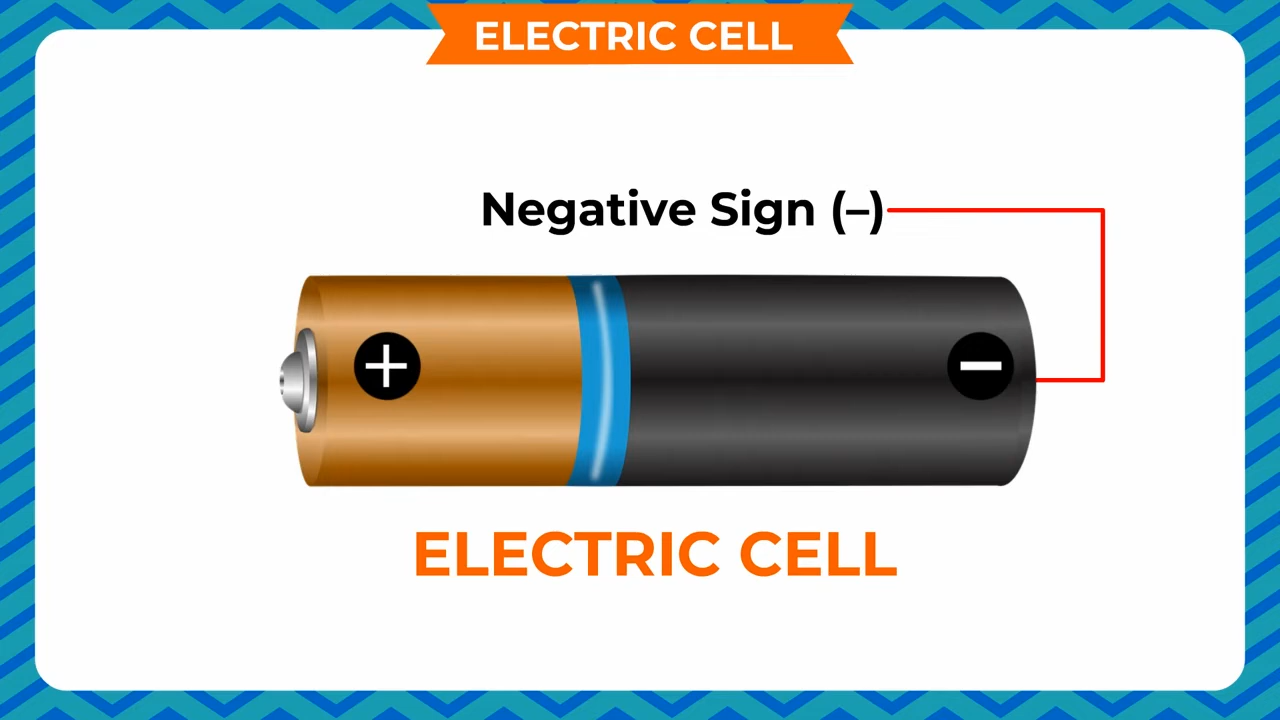 ELECTRIC CELL
Negative Sign (–)
+ –
ELECTRIC CELL